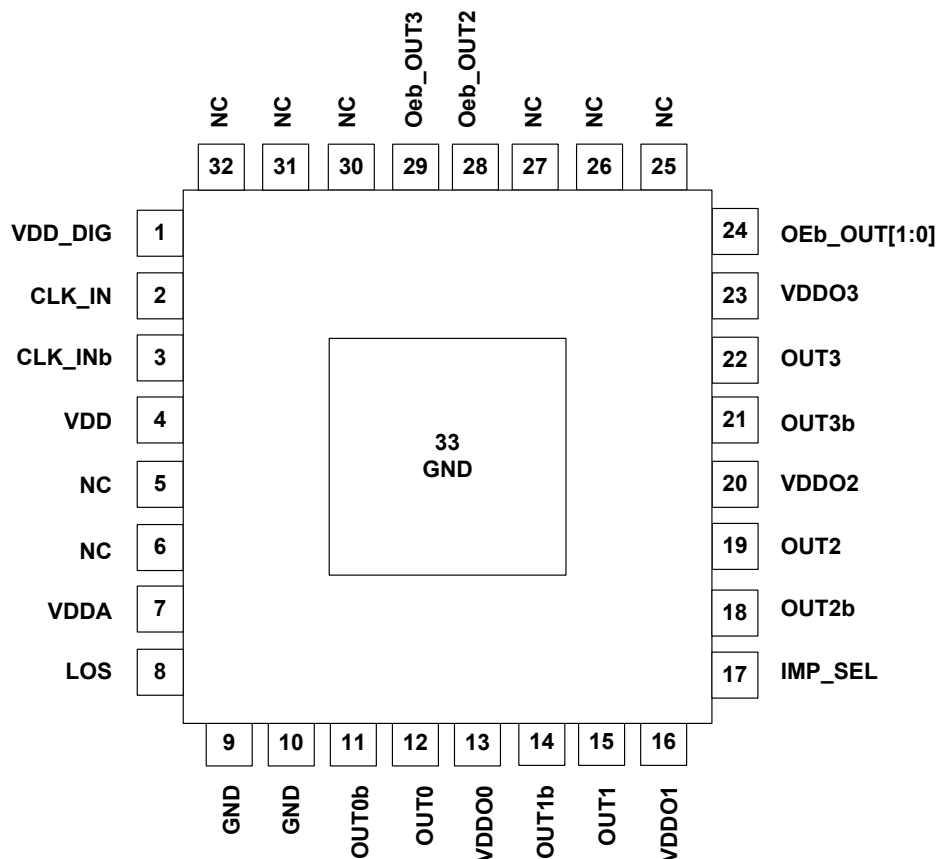 Oeb_OUT3
Oeb_OUT2
NC
NC
NC
NC
NC
NC
32
31
30
29
28
27
26
25
VDD_DIG
1
24
OEb_OUT[1:0]
CLK_IN
2
23
VDDO3
CLK_INb
3
22
OUT3
VDD
4
21
OUT3b
33
GND
NC
5
20
VDDO2
NC
6
19
OUT2
VDDA
7
18
OUT2b
LOS
8
17
IMP_SEL
9
10
11
12
13
14
15
16
GND
GND
OUT0b
OUT0
VDDO0
OUT1b
OUT1
VDDO1